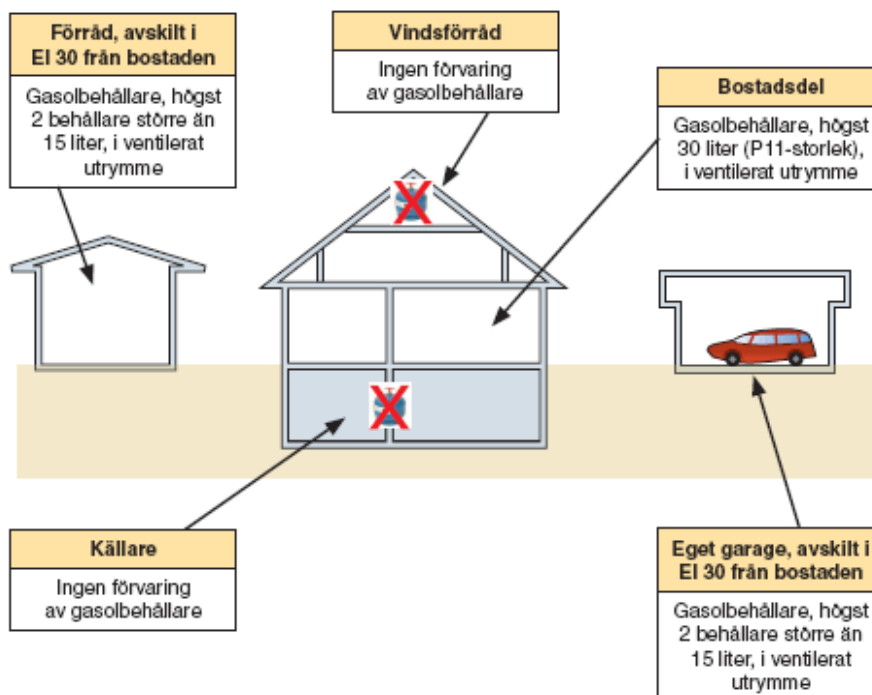 Förråd, avskilt i
EI 30 från bostaden
Gasolbehållare, högst
2 behållare större än
15 liter, i ventilerat
utrymme
Vindsförråd
Ingen förvaring
av gasolbehållare
Bostadsdel
Gasolbehållare, högst
30 liter (P11-storlek),
i ventilerat utrymme
Källare
Ingen förvaring
av gasolbehållare
Eget garage, avskilt i
EI 30 från bostaden
Gasolbehållare, högst
2 behållare större än
15 liter, i ventilerat
utrymme